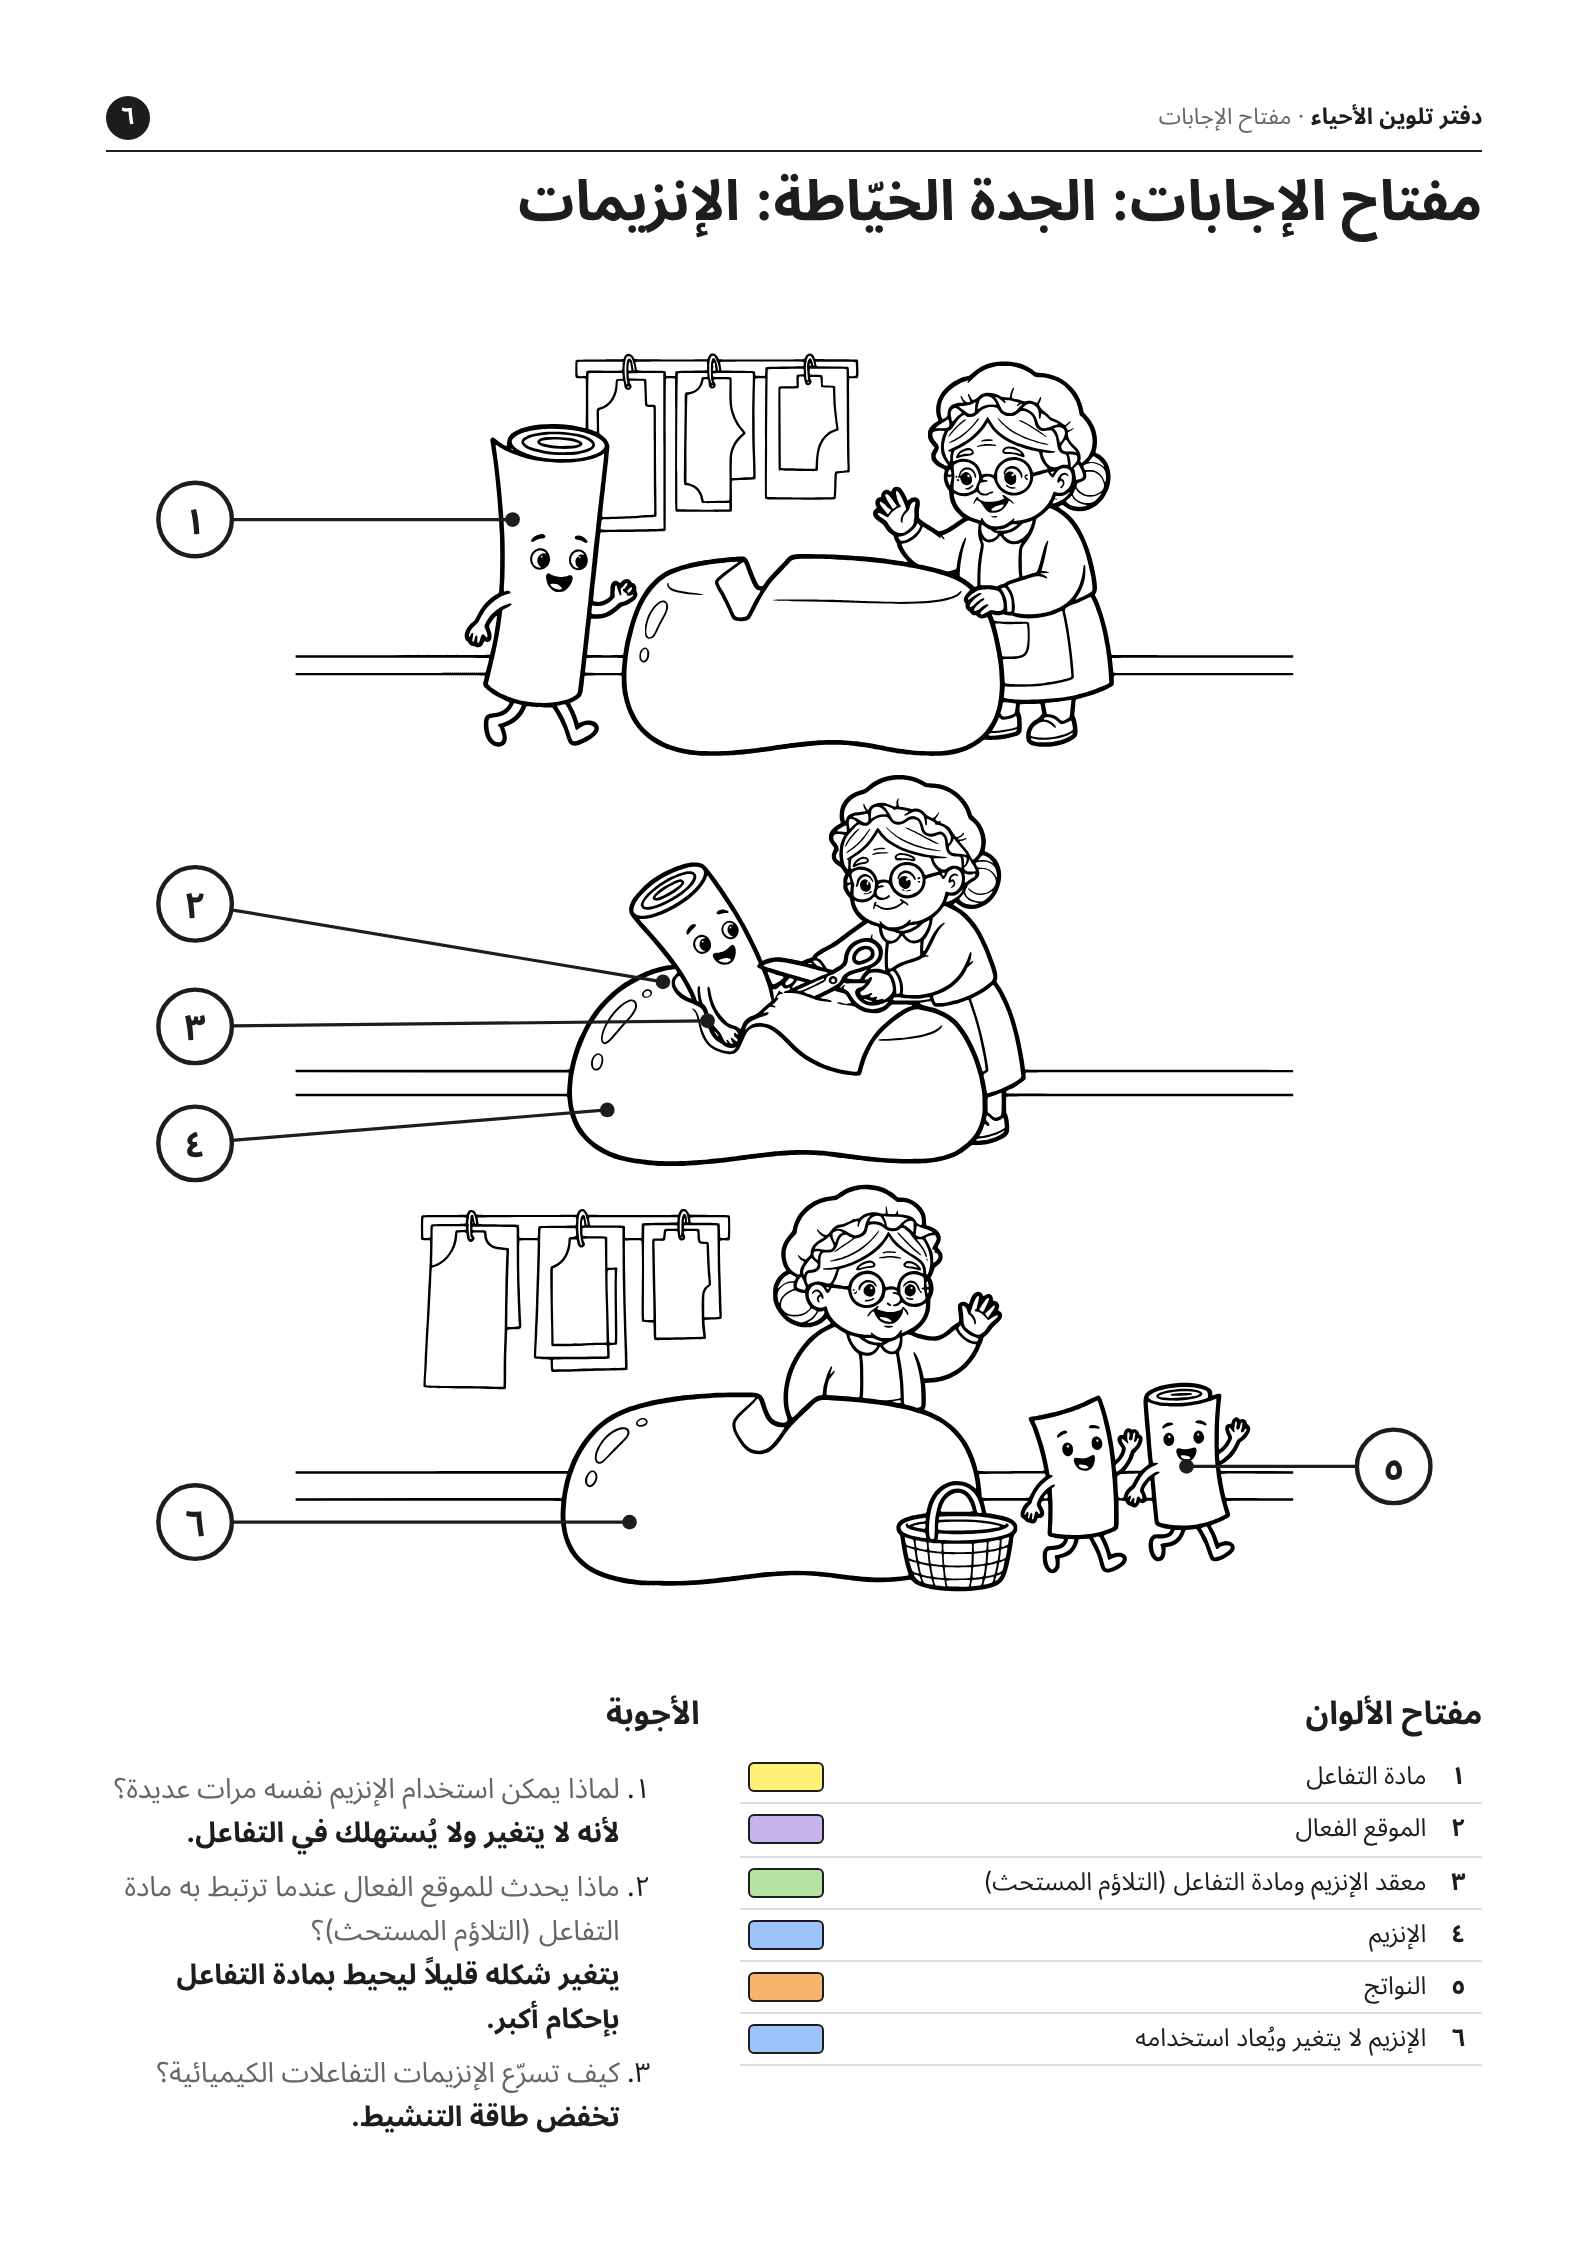 دفتر تلوين الأحياء · مفتاح الإجابات
٦
مفتاح الإجابات: الجدة الخيّاطة: الإنزيمات
١
٢
٣
٤
٥
٦
مفتاح الألوان
١ مادة التفاعل
٢ الموقع الفعال
٣ معقد الإنزيم ومادة التفاعل (التلاؤم المستحث)
٤ الإنزيم
٥ النواتج
٦ الإنزيم لا يتغير ويُعاد استخدامه
الأجوبة
١. لماذا يمكن استخدام الإنزيم نفسه مرات عديدة؟
لأنه لا يتغير ولا يُستهلك في التفاعل.
٢. ماذا يحدث للموقع الفعال عندما ترتبط به مادة
التفاعل (التلاؤم المستحث)؟
يتغير شكله قليلاً ليحيط بمادة التفاعل
بإحكام أكبر.
٣. كيف تسرّع الإنزيمات التفاعلات الكيميائية؟
تخفض طاقة التنشيط.